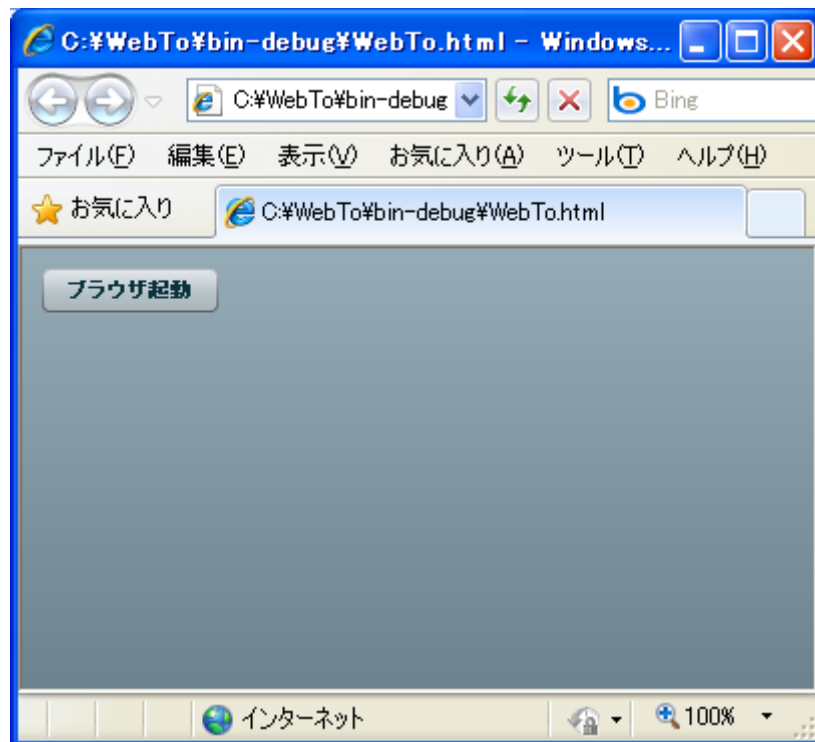 C:¥WebTo¥bin-debug¥WebTo.html - Windows...
C:¥WebTo¥bin-debug Bing
ファイル(F) 編集(E) 表示(V) お気に入り(A) ツール(T) ヘルプ(H)
お気に入り C:¥WebTo¥bin-debug¥WebTo.html
ブラウザ起動
インターネット 100%